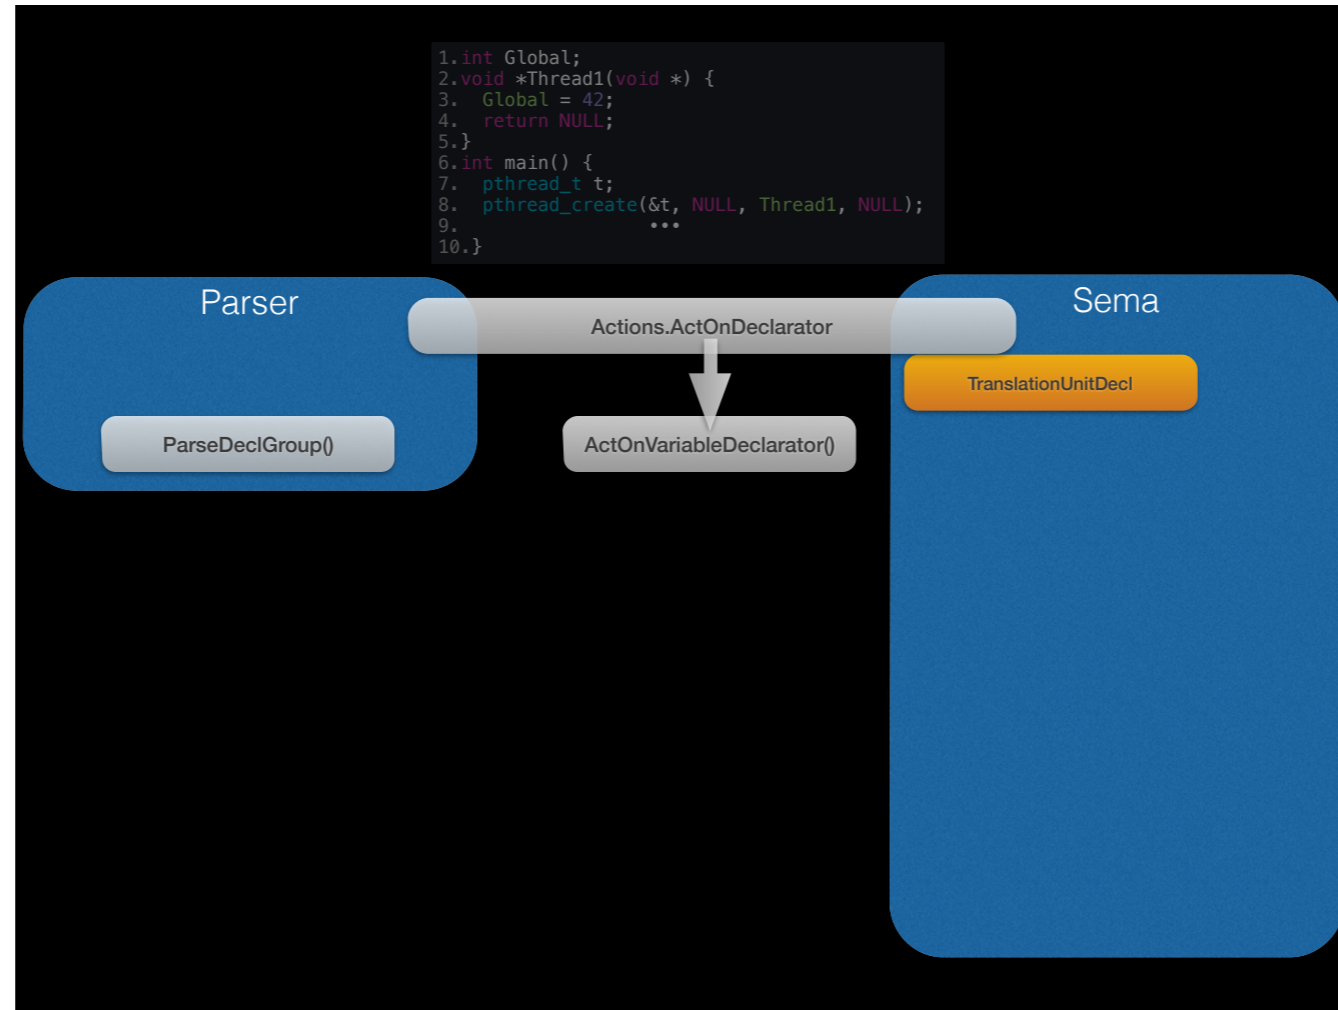 1.int Global;
2.void *Thread1(void *) {
3.  Global = 42;
4.  return NULL;
5.}
6.int main() {
7.  pthread_t t;
8.  pthread_create(&t, NULL, Thread1, NULL);
9.                   •••
10.}
Parser
Sema
Actions.ActOnDeclarator
TranslationUnitDecl
ParseDeclGroup()
ActOnVariableDeclarator()